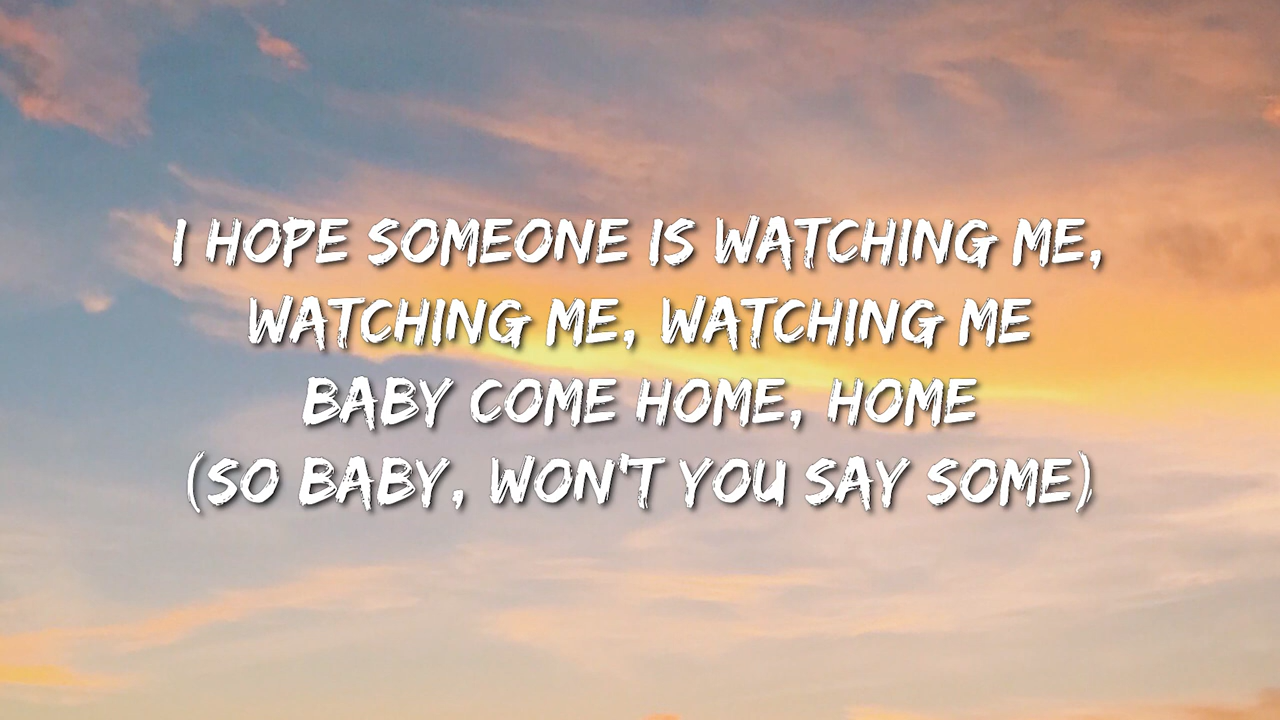 I HOPE SOMEONE IS WATCHING ME,
WATCHING ME, WATCHING ME
BABY COME HOME, HOME
(SO BABY, WON'T YOU SAY SOME)